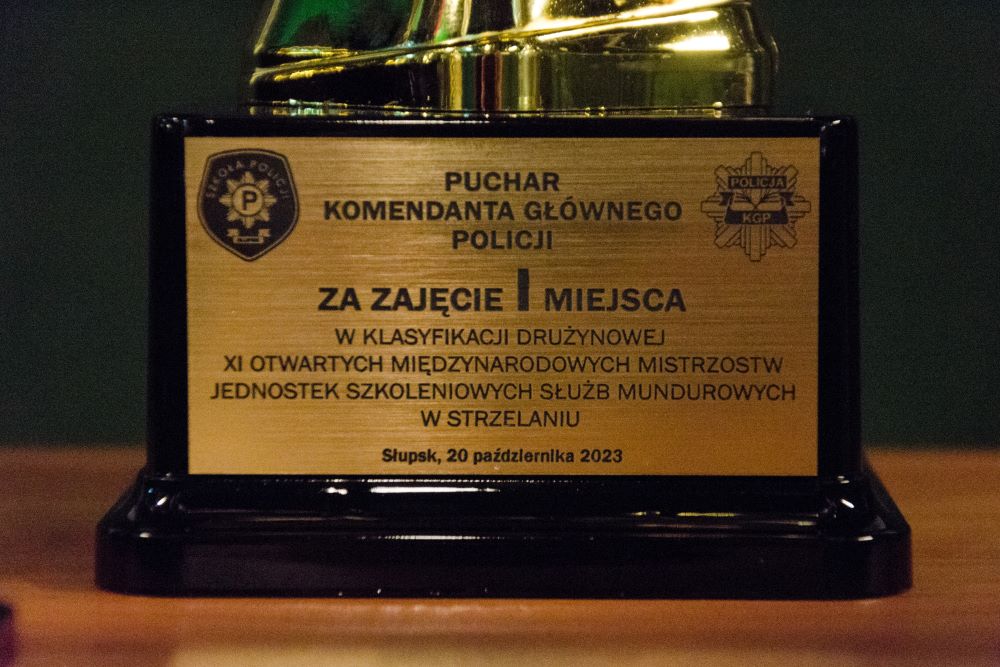 SZKOŁA POLICJI
P
SŁUPSK
POLICJA
KGP
PUCHAR
KOMENDANTA GŁÓWNEGO
POLICJI
ZA ZAJĘCIE I MIEJSCA
W KLASYFIKACJI DRUŻYNOWEJ
XI OTWARTYCH MIĘDZYNARODOWYCH MISTRZOSTW
JEDNOSTEK SZKOLENIOWYCH SŁUŻB MUNDUROWYCH
W STRZELANIU
Słupsk, 20 października 2023